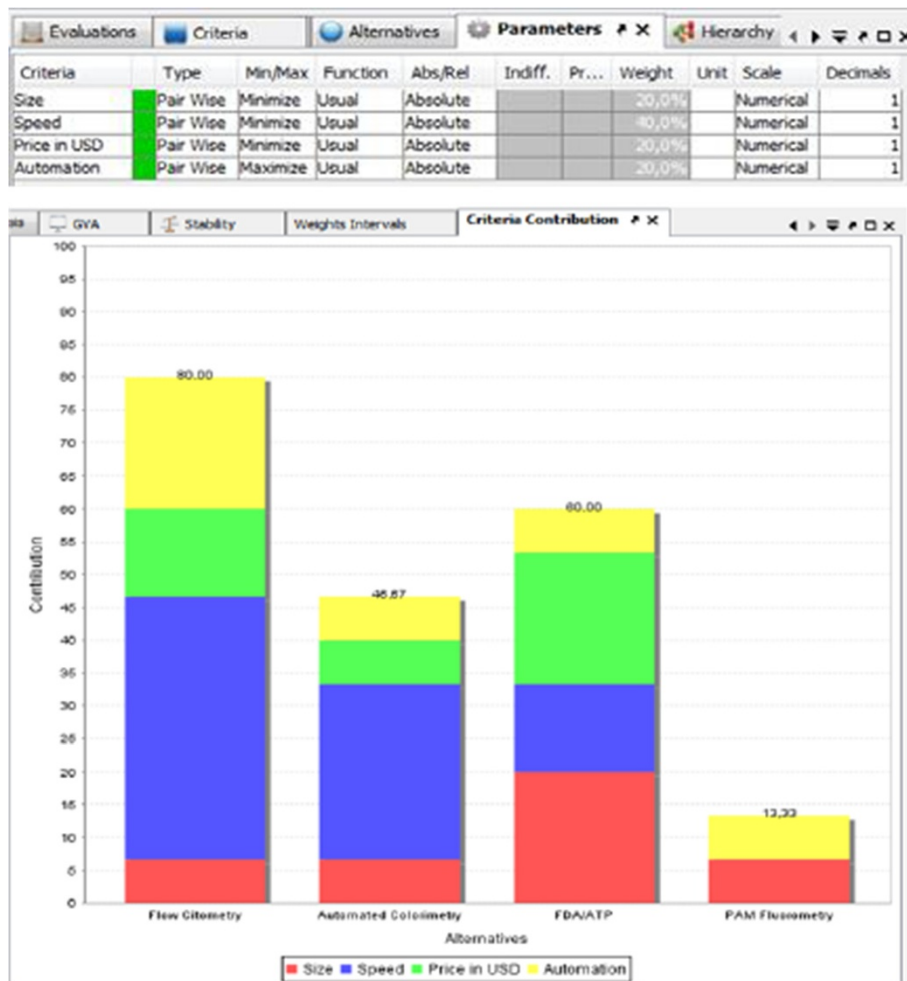 Evaluations Criteria Alternatives Parameters Hierarchy
Criteria Type Min/Max Function Abs/Rel Indiff. Pr... Weight Unit Scale Decimals
Size Pair Wise Minimize Usual Absolute 20,0% Numerical 1
Speed Pair Wise Minimize Usual Absolute 40,0% Numerical 1
Price in USD Pair Wise Minimize Usual Absolute 20,0% Numerical 1
Automation Pair Wise Maximize Usual Absolute 20,0% Numerical 1
GYA Stability Weights Intervals Criteria Contribution
100
95
90
85
80
75
70
65
60
55
50
45
40
35
30
25
20
15
10
5
0
Contribution
80.00
46,67
60.00
13,33
Flow Citometry Automated Colorimetry FDA/ATP PAM Fluorometry
Alternatives
Size Speed Price in USD Automation